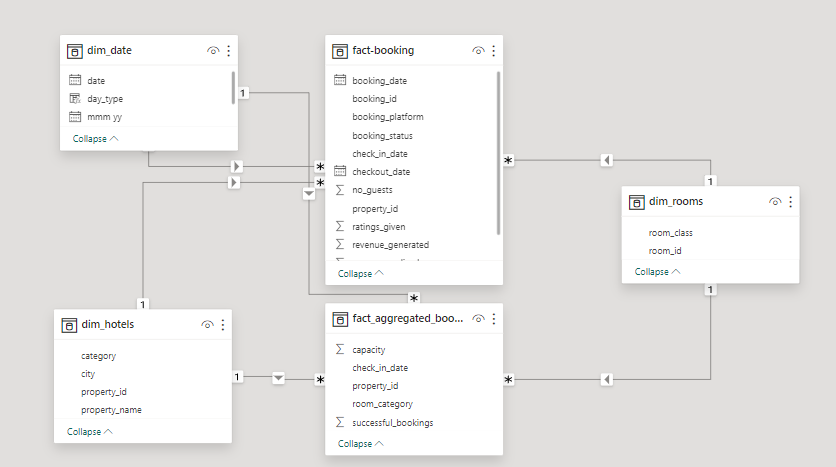 dim_date
date
day_type
mmm yy
Collapse
fact-booking
booking_date
booking_id
booking_platform
booking_status
check_in_date
checkout_date
no_guests
property_id
ratings_given
revenue_generated
Collapse
dim_rooms
room_class
room_id
Collapse
dim_hotels
category
city
property_id
property_name
Collapse
fact_aggregated_boo...
capacity
check_in_date
property_id
room_category
successful_bookings
Collapse
1
*
1
*
*
1
*
1
*
1
*